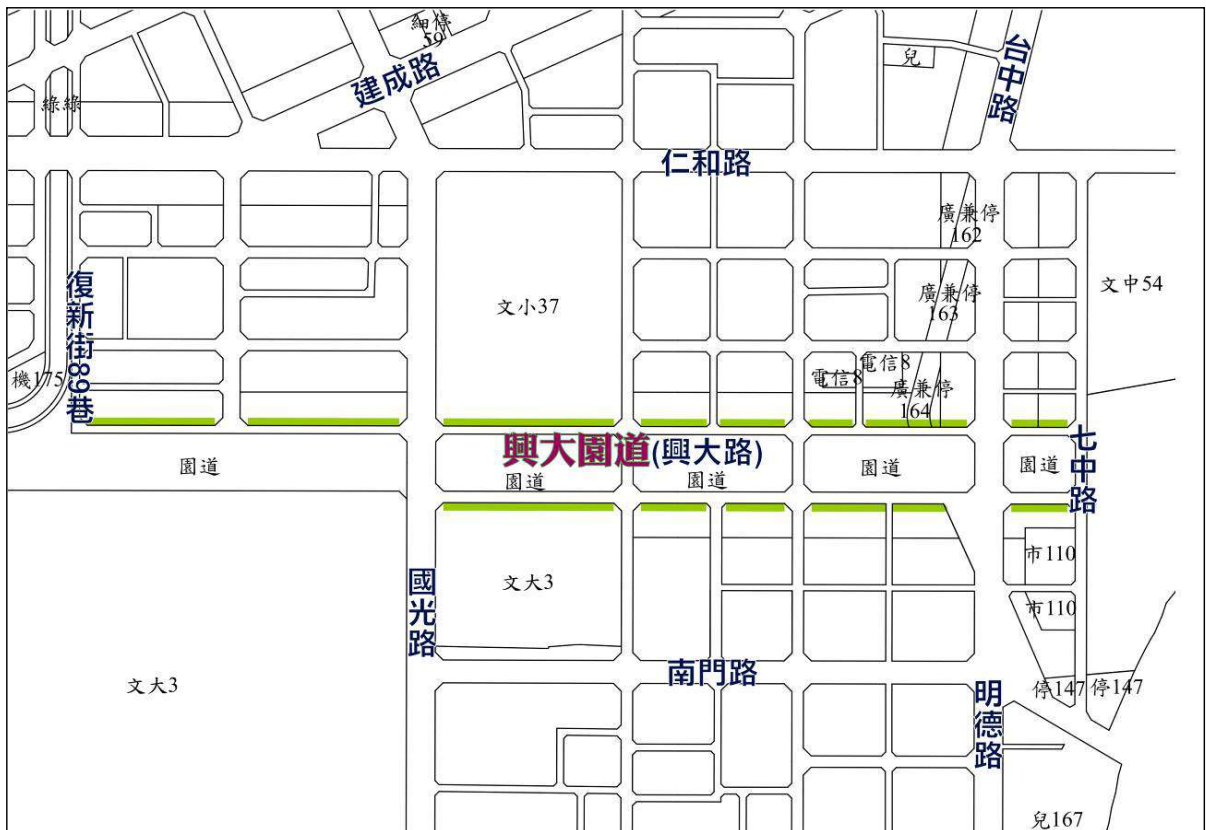 細停
59
建成路
兒
台中路
綠綠
仁和路
廣兼停
162
復新街89巷
文小37
廣兼停
163
文中54
機175
電信8
電信8
廣兼停
164
興大園道(興大路)
七中路
園道
園道
園道
園道
園道
國光路
文大3
市110
市110
文大3
南門路
停147
停147
明德路
兒167